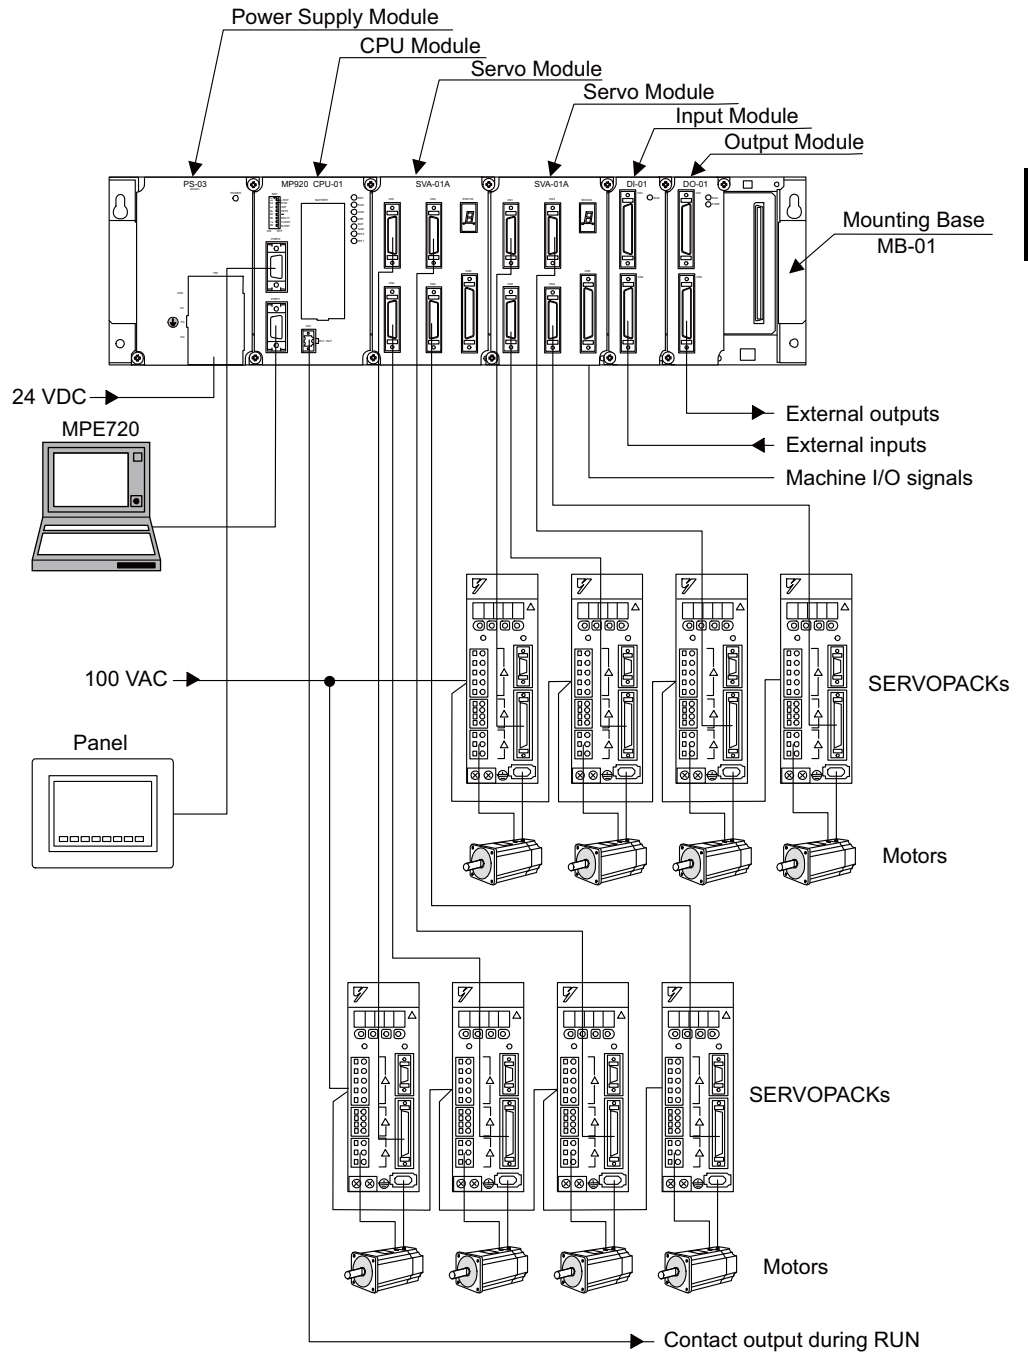 Power Supply Module
CPU Module
Servo Module
Servo Module
Input Module
Output Module
PS-03
MP920 CPU-01
SVA-01A
SVA-01A
DI-01
DO-01
Mounting Base
MB-01
24 VDC
MPE720
External outputs
External inputs
Machine I/O signals
100 VAC
SERVOPACKs
Panel
Motors
SERVOPACKs
Motors
Contact output during RUN